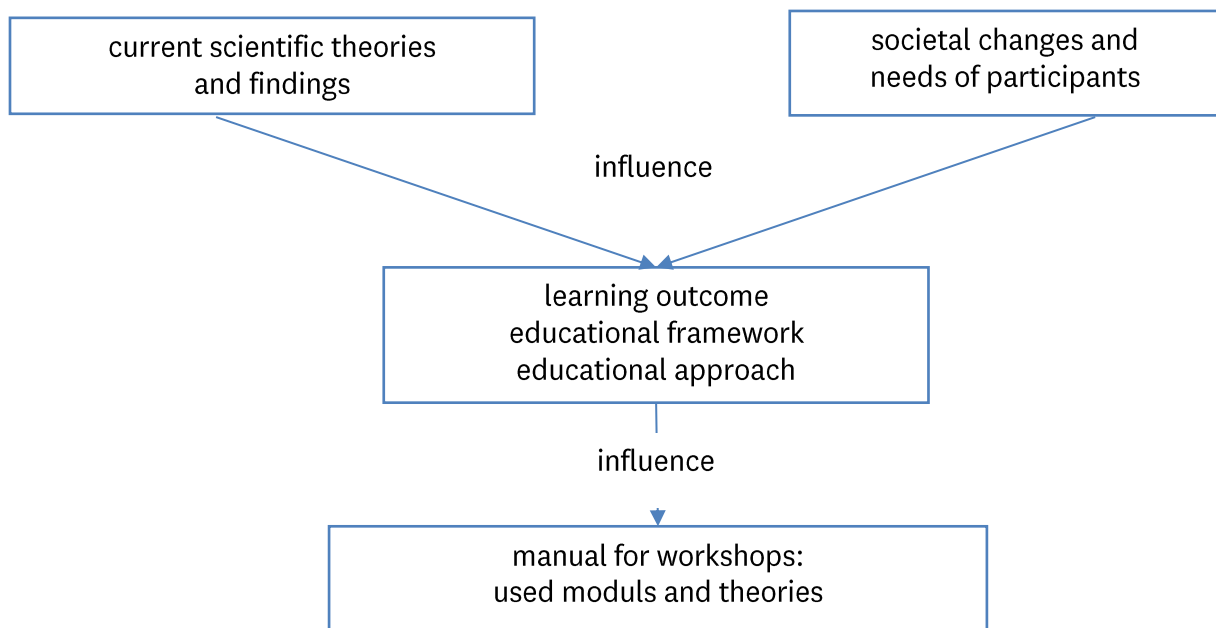 current scientific theories
and findings
societal changes and
needs of participants
influence
learning outcome
educational framework
educational approach
influence
manual for workshops:
used moduls and theories